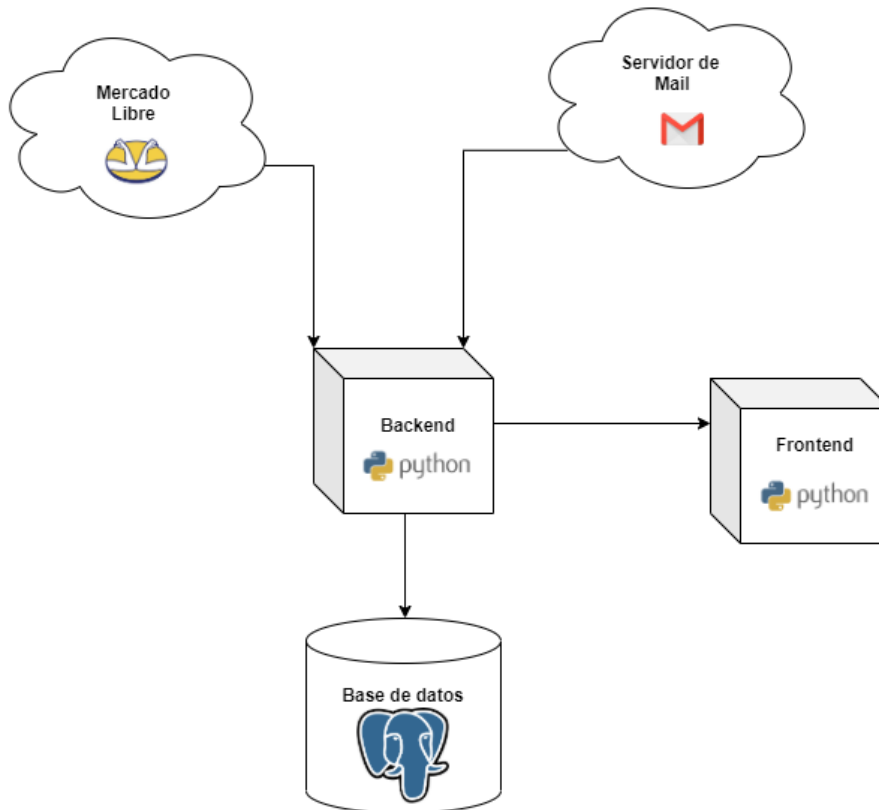 Mercado
Libre
Servidor de
Mail
Backend
python
Frontend
python
Base de datos